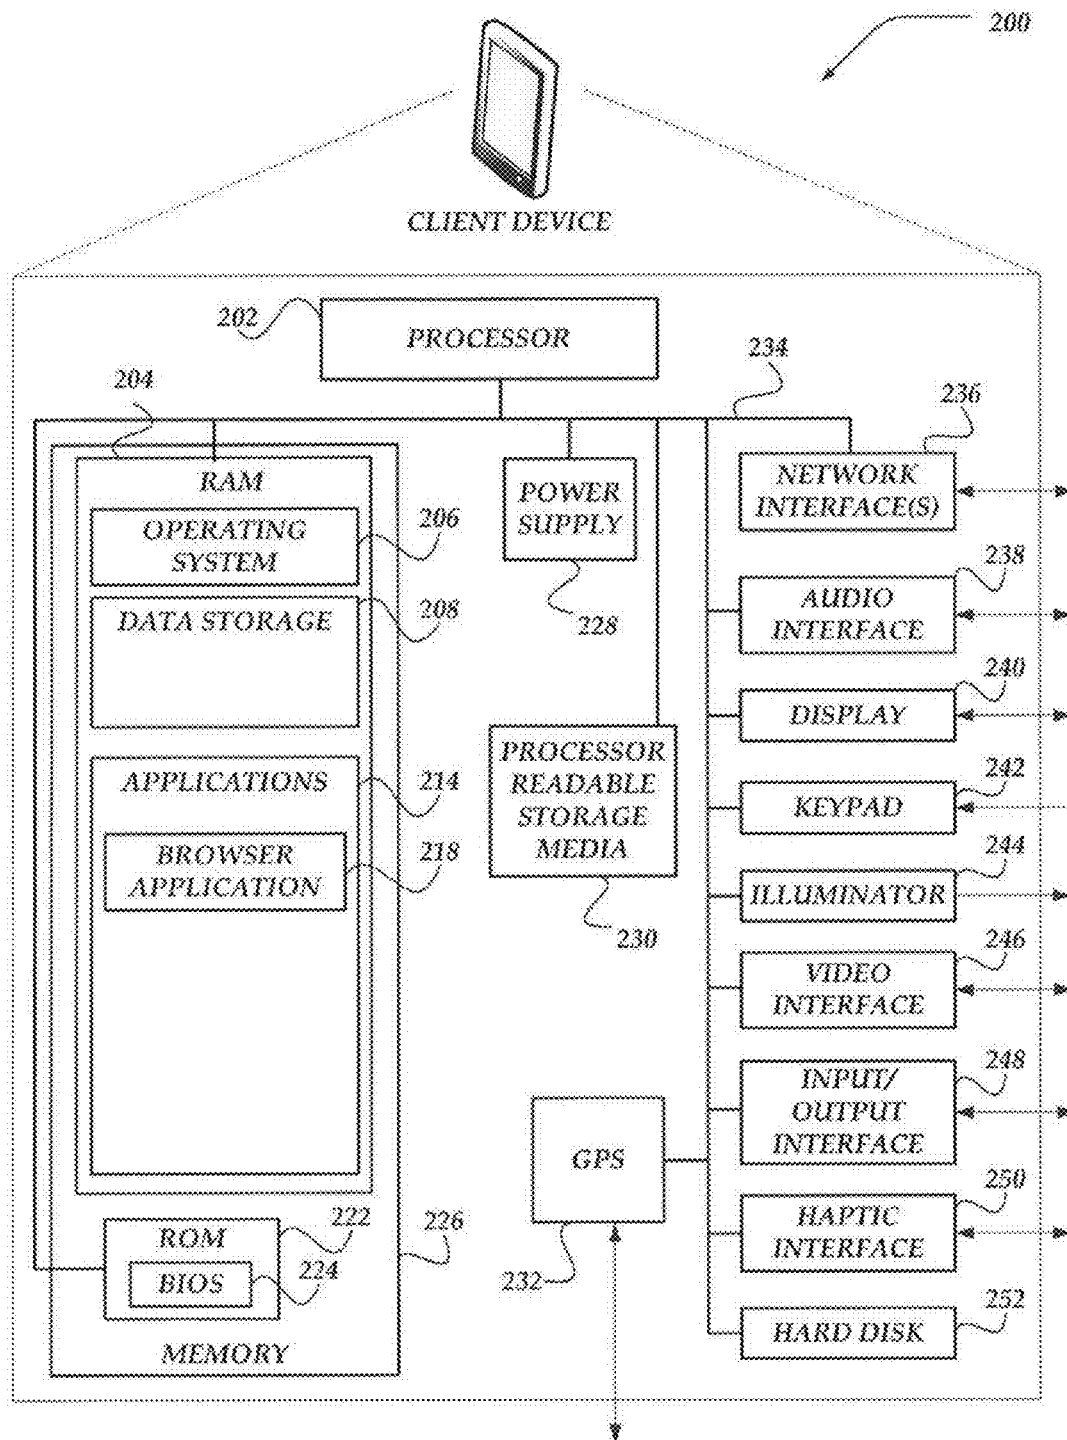 200
CLIENT DEVICE
202
PROCESSOR
234
204
236
RAM
OPERATING
SYSTEM
206
DATA STORAGE
208
APPLICATIONS
214
BROWSER
APPLICATION
218
ROM
222
BIOS
224
226
MEMORY
POWER
SUPPLY
228
PROCESSOR
READABLE
STORAGE
MEDIA
230
GPS
232
NETWORK
INTERFACE(S)
238
AUDIO
INTERFACE
240
DISPLAY
242
KEYPAD
244
ILLUMINATOR
246
VIDEO
INTERFACE
248
INPUT/
OUTPUT
INTERFACE
250
HAPTIC
INTERFACE
252
HARD DISK